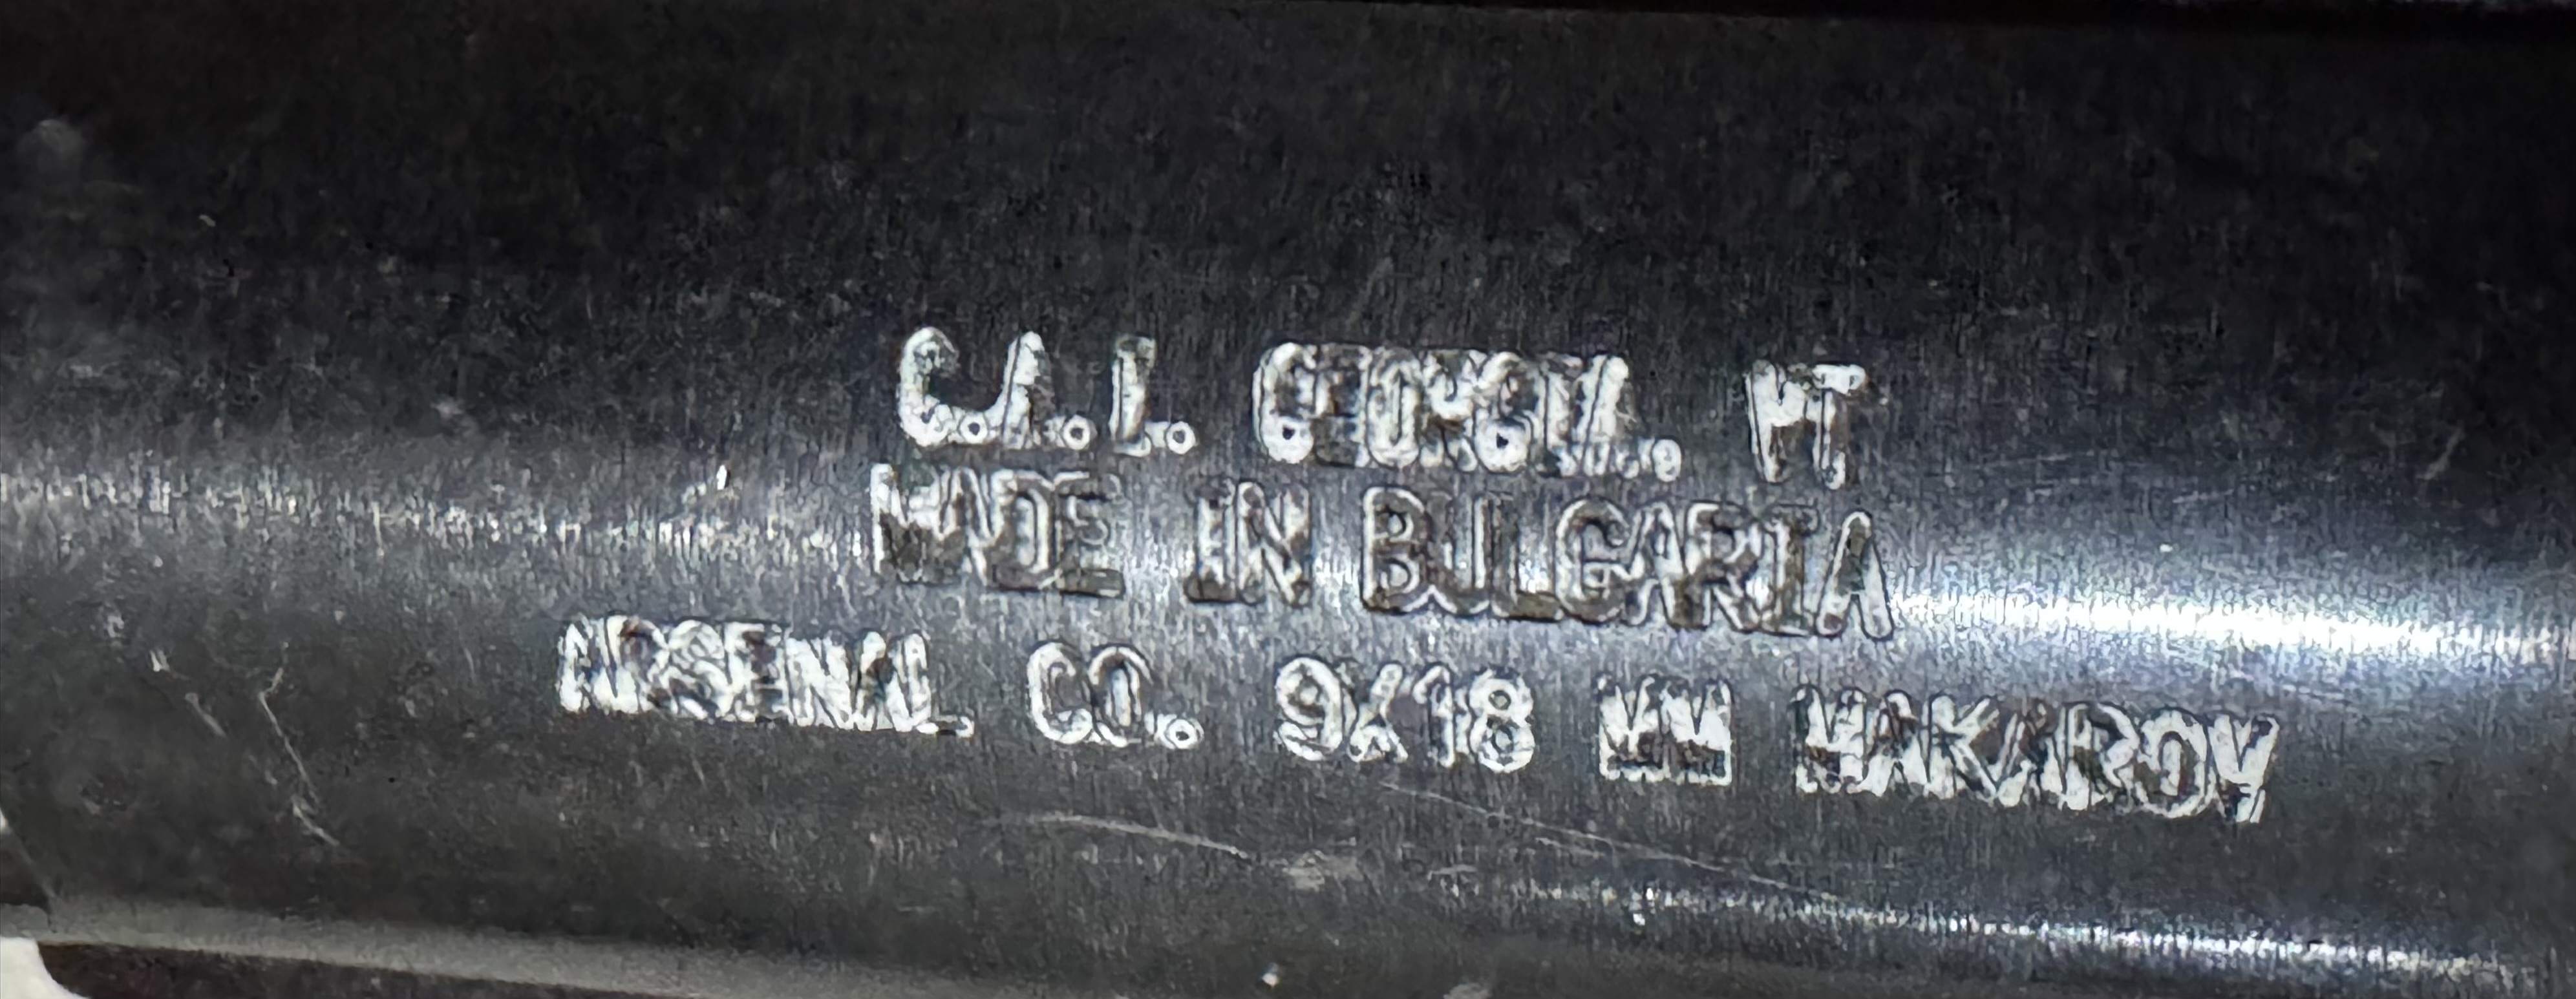 C.A.I. GEORGIA, VT
MADE IN BULGARIA
ARSENAL CO. 9X18 MM MAKAROV